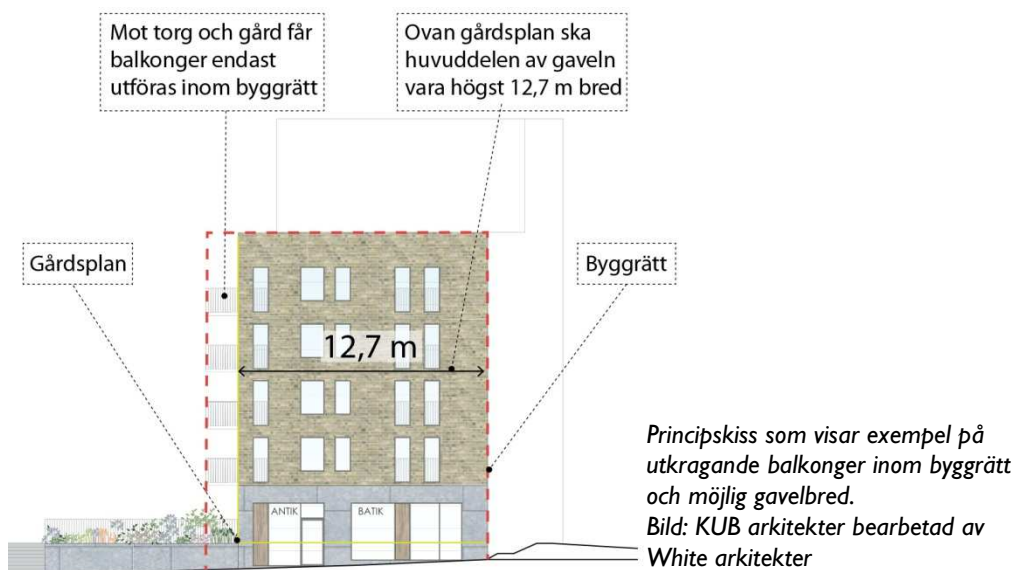 Mot torg och gård får
balkonger endast
utföras inom byggrätt
Ovan gårdsplan ska
huvuddelen av gaveln
vara högst 12,7 m bred
Gårdsplan
Byggrätt
12,7 m
ANTIK
BATIK
Principskiss som visar exempel på
utkragande balkonger inom byggrätt
och möjlig gavelbred.
Bild: KUB arkitekter bearbetad av
White arkitekter